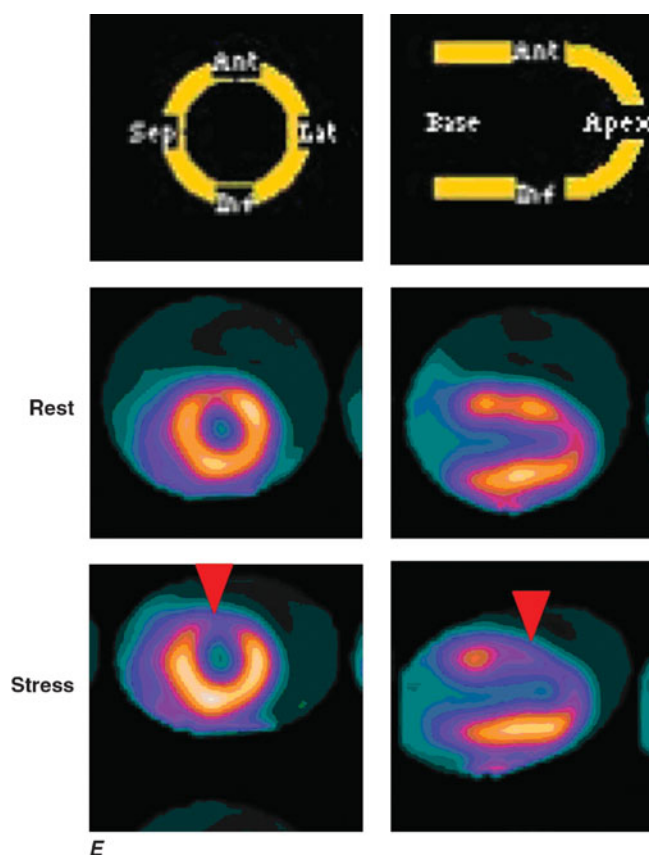 Ant
Sep
Lat
Inf
Ant
Base
Apex
Inf
Rest
Stress
E